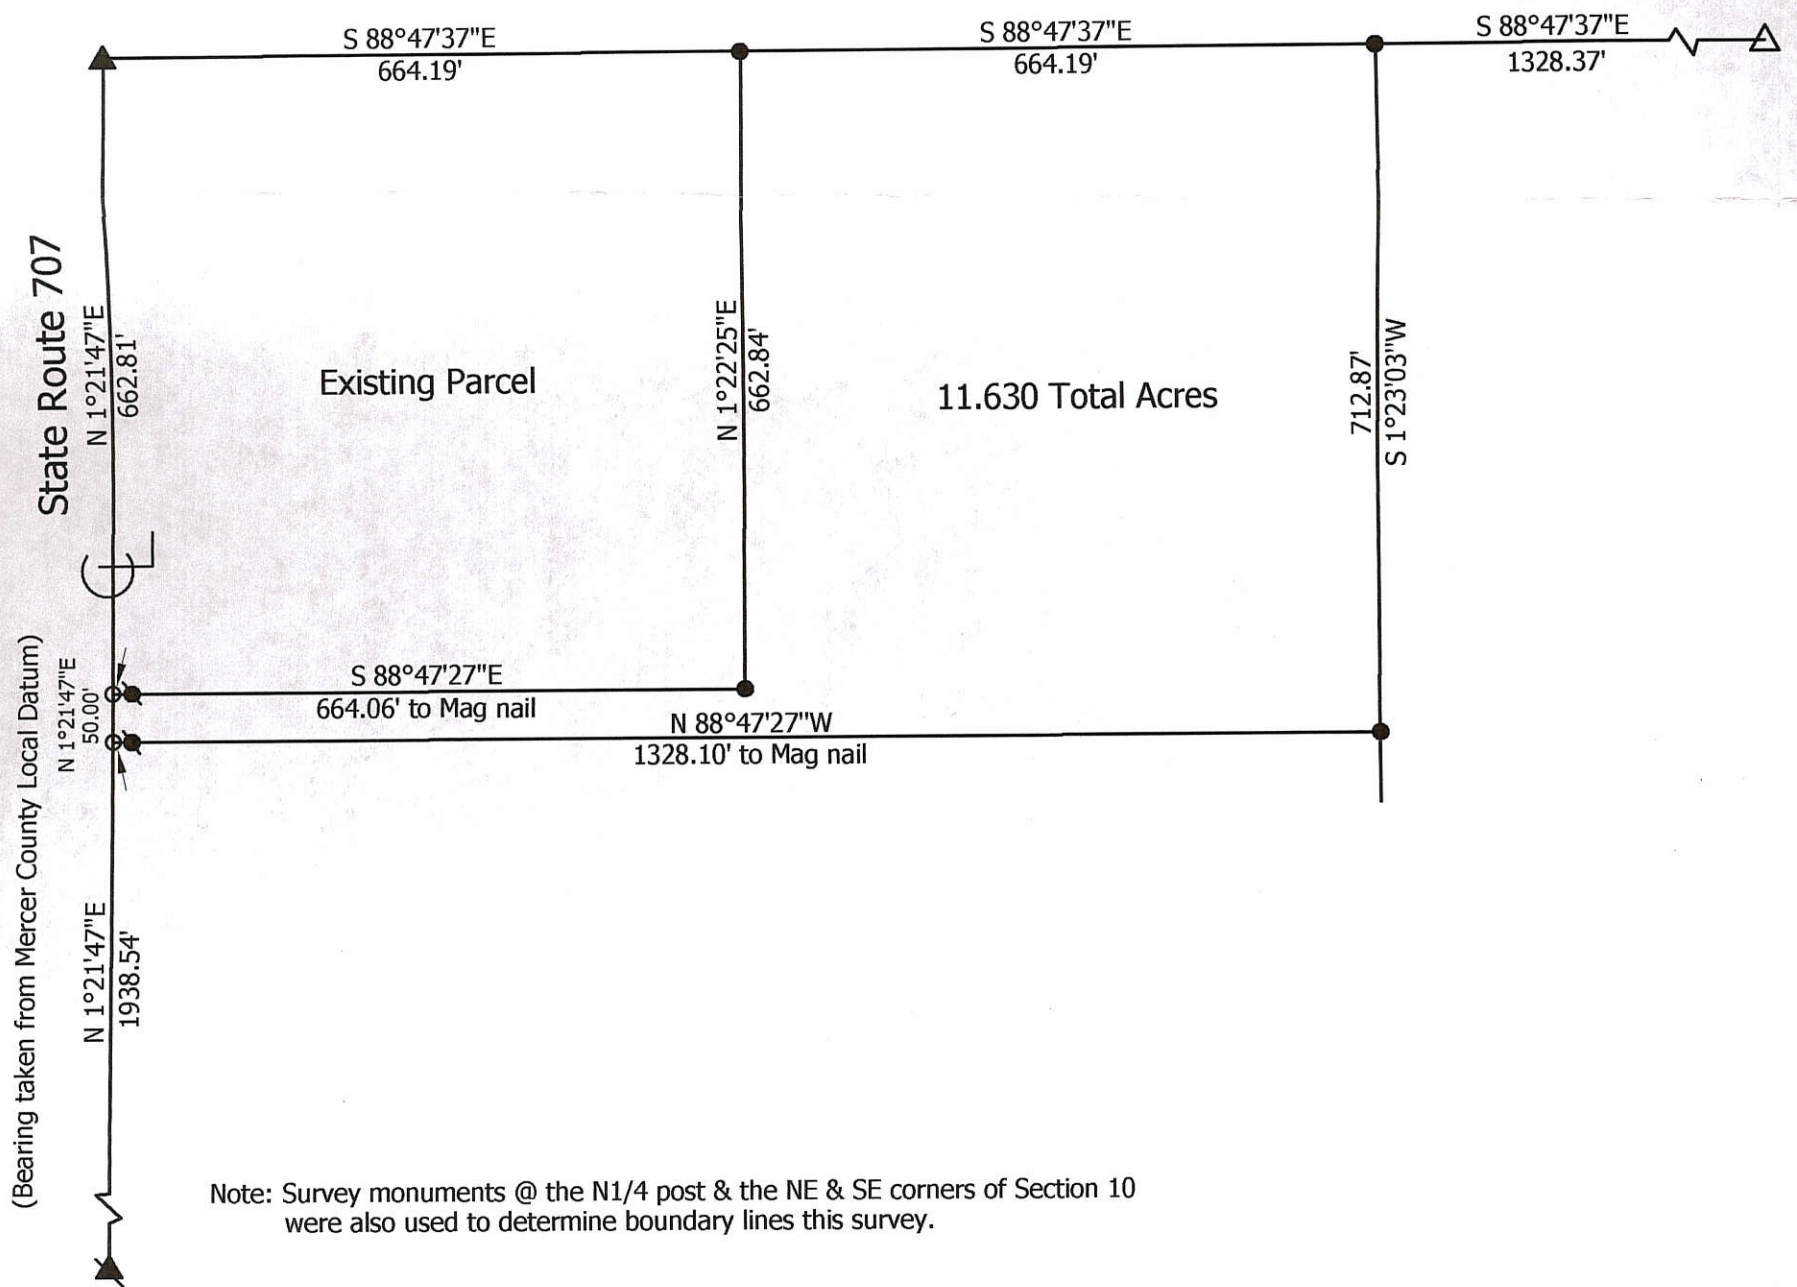 S 88°47'37"E
664.19'
S 88°47'37"E
664.19'
S 88°47'37"E
1328.37'
State Route 707
N 1°21'47"E
662.81'
Existing Parcel
N 1°22'25"E
662.84'
11.630 Total Acres
712.87'
S 1°23'03"W
CL
(Bearing taken from Mercer County Local Datum)
N 1°21'47"E
50.00'
S 88°47'27"E
664.06' to Mag nail
N 88°47'27"W
1328.10' to Mag nail
N 1°21'47"E
1938.54'
Note: Survey monuments @ the N1/4 post & the NE & SE corners of Section 10
were also used to determine boundary lines this survey.